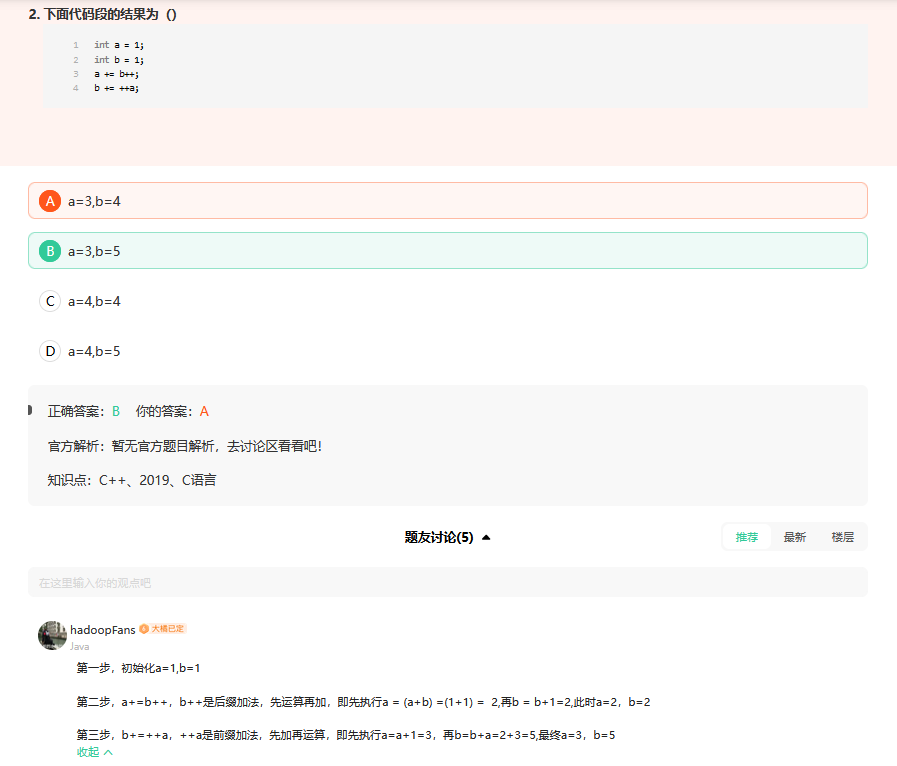 2. 下面代码段的结果为（）
1 int a = 1;
2 int b = 1;
3 a += b++;
4 b += ++a;
A a=3,b=4
B a=3,b=5
C a=4,b=4
D a=4,b=5
正确答案：B 你的答案：A
官方解析：暂无官方题目解析，去讨论区看看吧！
知识点：C++、2019、C语言
题友讨论(5)
推荐 最新 楼层
在这里输入你的观点吧
hadoopFans 大橘已定
Java
第一步，初始化a=1,b=1
第二步，a+=b++，b++是后缀加法，先运算再加，即先执行a = (a+b) =(1+1) = 2,再b = b+1=2,此时a=2，b=2
第三步，b+=++a，++a是前缀加法，先加再运算，即先执行a=a+1=3，再b=b+a=2+3=5,最终a=3，b=5
收起